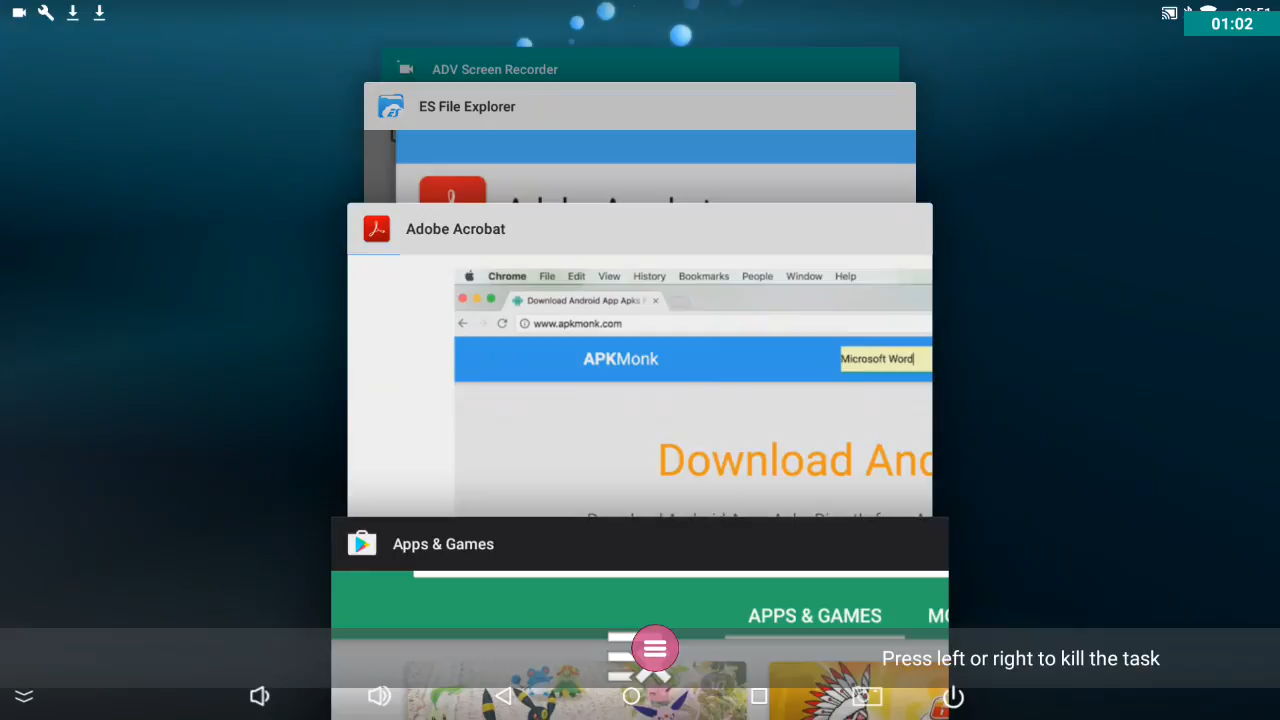 01:02
ADV Screen Recorder
ES File Explorer
Adobe Acrobat
Chrome File Edit View History Bookmarks People Window Help
Download Android App Apks
www.apkmonk.com
APKMonk
Microsoft Word
Download And
Apps & Games
APPS & GAMES
Press left or right to kill the task